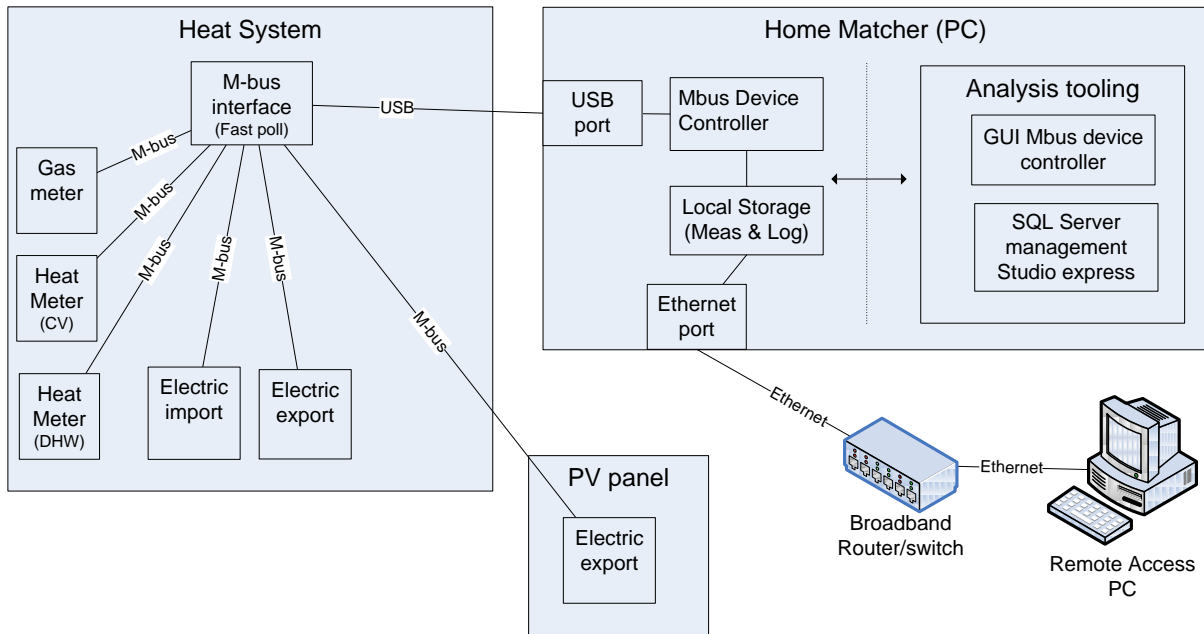 Heat System
M-bus
interface
(Fast poll)
USB
M-bus
M-bus
M-bus
M-bus
M-bus
M-bus
Gas
meter
Heat
Meter
(CV)
Heat
Meter
(DHW)
Electric
import
Electric
export
PV panel
Electric
export
Home Matcher (PC)
USB
port
Mbus Device
Controller
Local Storage
(Meas & Log)
Ethernet
port
Analysis tooling
GUI Mbus device
controller
SQL Server
management
Studio express
Ethernet
Ethernet
Broadband
Router/switch
Remote Access
PC